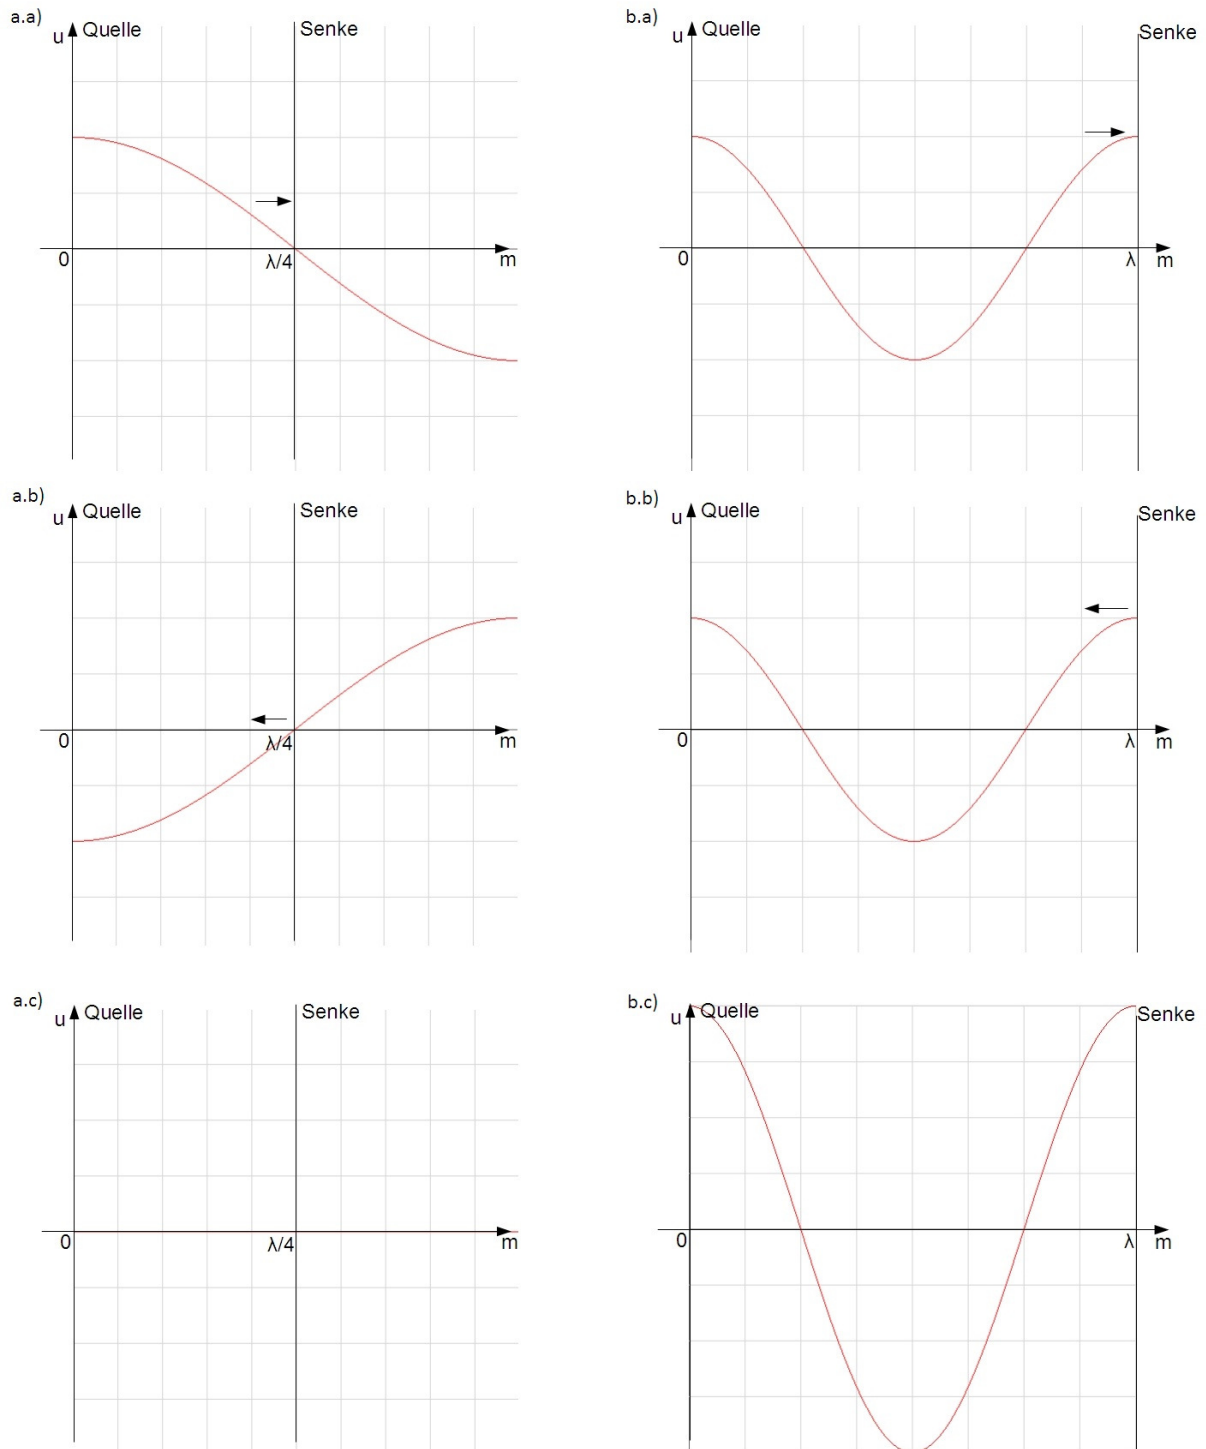 a.a)
u Quelle Senke
0 λ/4 m
b.a)
u Quelle Senke
0 λ m
a.b)
u Quelle Senke
0 λ/4 m
b.b)
u Quelle Senke
0 λ m
a.c)
u Quelle Senke
0 λ/4 m
b.c)
u Quelle Senke
0 λ m